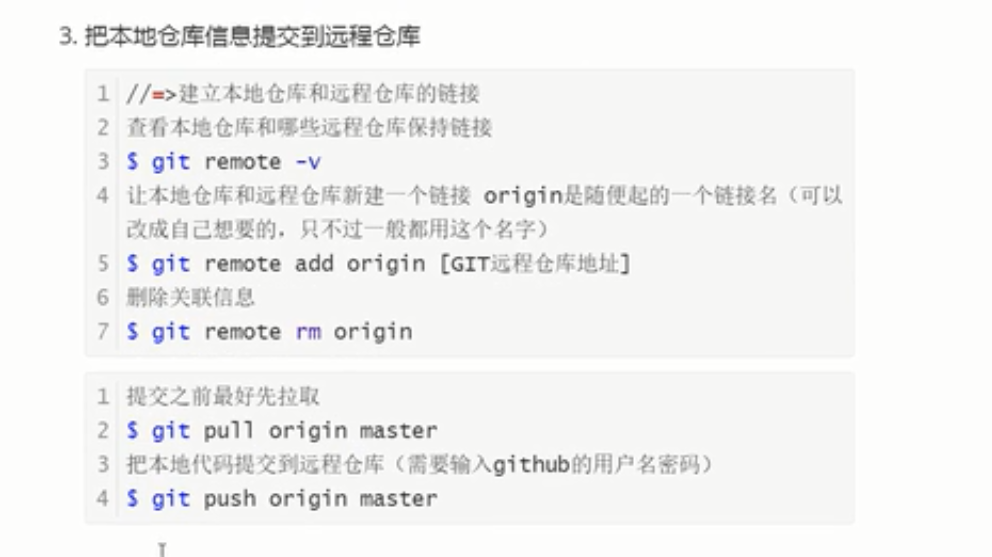 3. 把本地仓库信息提交到远程仓库
1 //=>建立本地仓库和远程仓库的链接
2 查看本地仓库和哪些远程仓库保持链接
3 $ git remote -v
4 让本地仓库和远程仓库新建一个链接 origin是随便起的一个链接名（可以
改成自己想要的，只不过一般都用这个名字）
5 $ git remote add origin [GIT远程仓库地址]
6 删除关联信息
7 $ git remote rm origin
1 提交之前最好先拉取
2 $ git pull origin master
3 把本地代码提交到远程仓库（需要输入github的用户名密码）
4 $ git push origin master